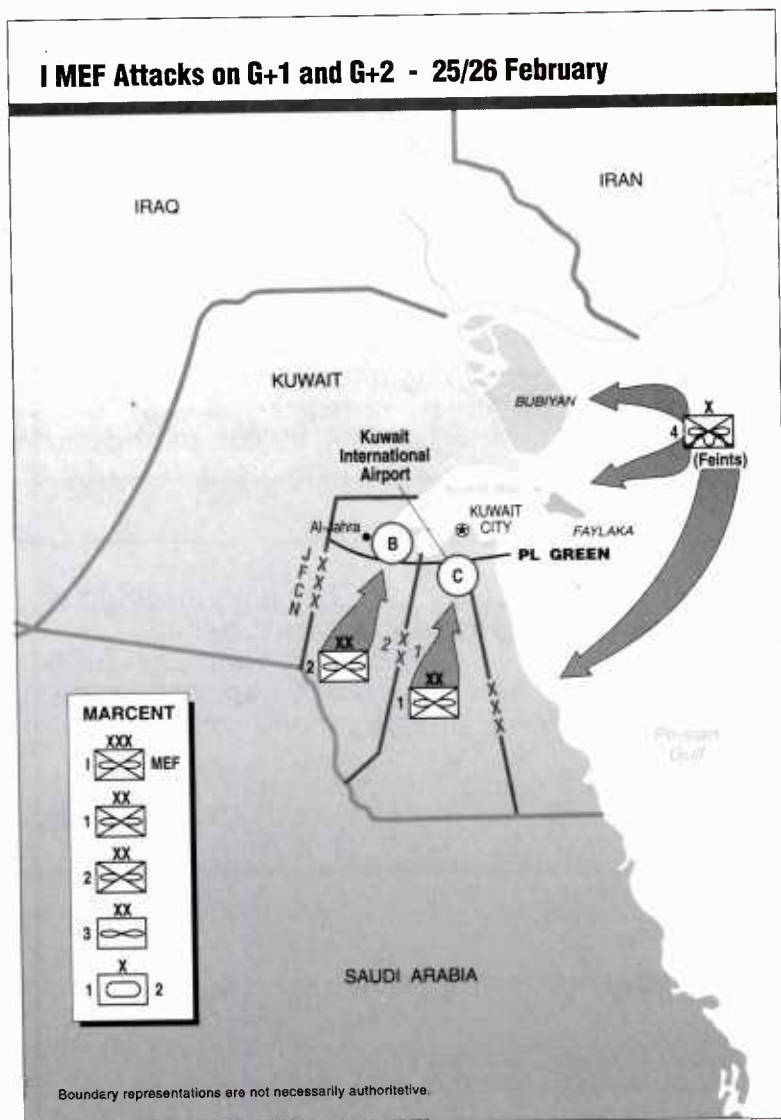 I MEF Attacks on G+1 and G+2 - 25/26 February
IRAN
IRAQ
KUWAIT
BUBIYAN
X
4
(Feints)
Kuwait
International
Airport
KUWAIT
CITY
Al-Jahra
FAYLAKA
B
PL GREEN
C
JFCN
XXX
XX
2
2
XX
1
XX
1
XXX
MARCENT
XXX
I MEF
XX
1
XX
2
XX
3
X
1 2
Persian
Gulf
SAUDI ARABIA
Boundary representations are not necessarily authoritetive.